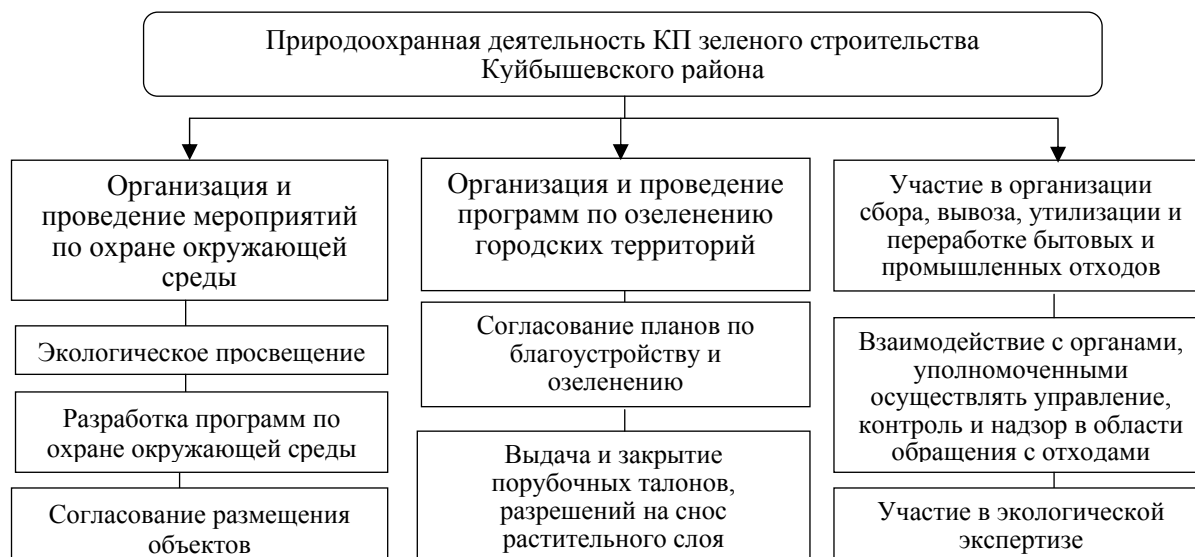 Природоохранная деятельность КП зеленого строительства
Куйбышевского района
Организация и
проведение мероприятий
по охране окружающей
среды
Экологическое просвещение
Разработка программ по
охране окружающей среды
Согласование размещения
объектов
Организация и проведение
программ по озеленению
городских территорий
Согласование планов по
благоустройству и
озеленению
Выдача и закрытие
порубочных талонов,
разрешений на снос
растительного слоя
Участие в организации
сбора, вывоза, утилизации и
переработке бытовых и
промышленных отходов
Взаимодействие с органами,
уполномоченными
осуществлять управление,
контроль и надзор в области
обращения с отходами
Участие в экологической
экспертизе